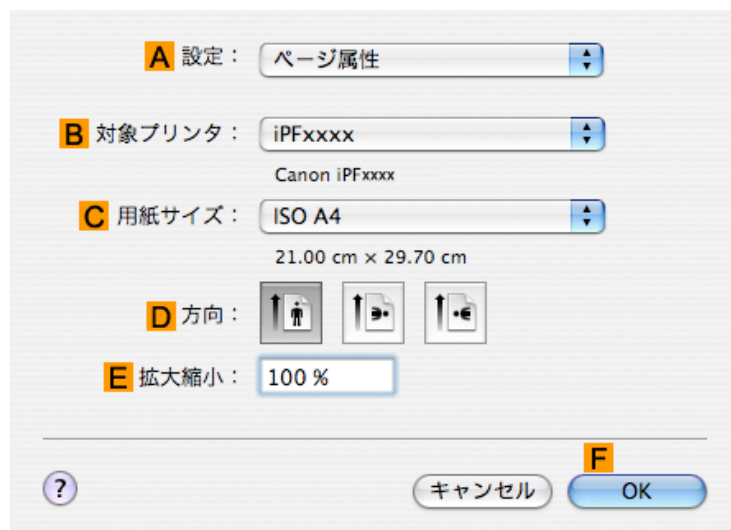 A 設定： ページ属性
B 対象プリンタ： iPFxxxx
Canon iPFxxxx
C 用紙サイズ： ISO A4
21.00 cm × 29.70 cm
D 方向：
E 拡大縮小： 100 %
F
? キャンセル OK